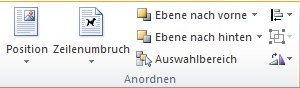 Position
Zeilenumbruch
Ebene nach vorne
Ebene nach hinten
Auswahlbereich
Anordnen